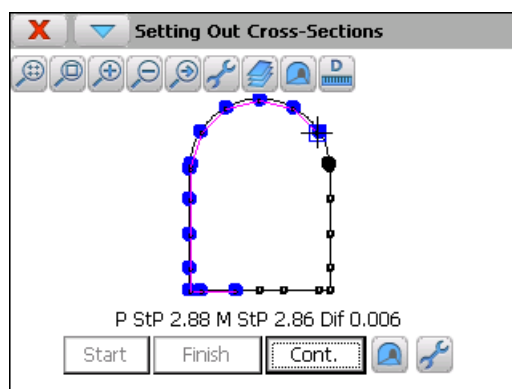 X Setting Out Cross-Sections
D
P StP 2.88 M StP 2.86 Dif 0.006
Start Finish Cont.